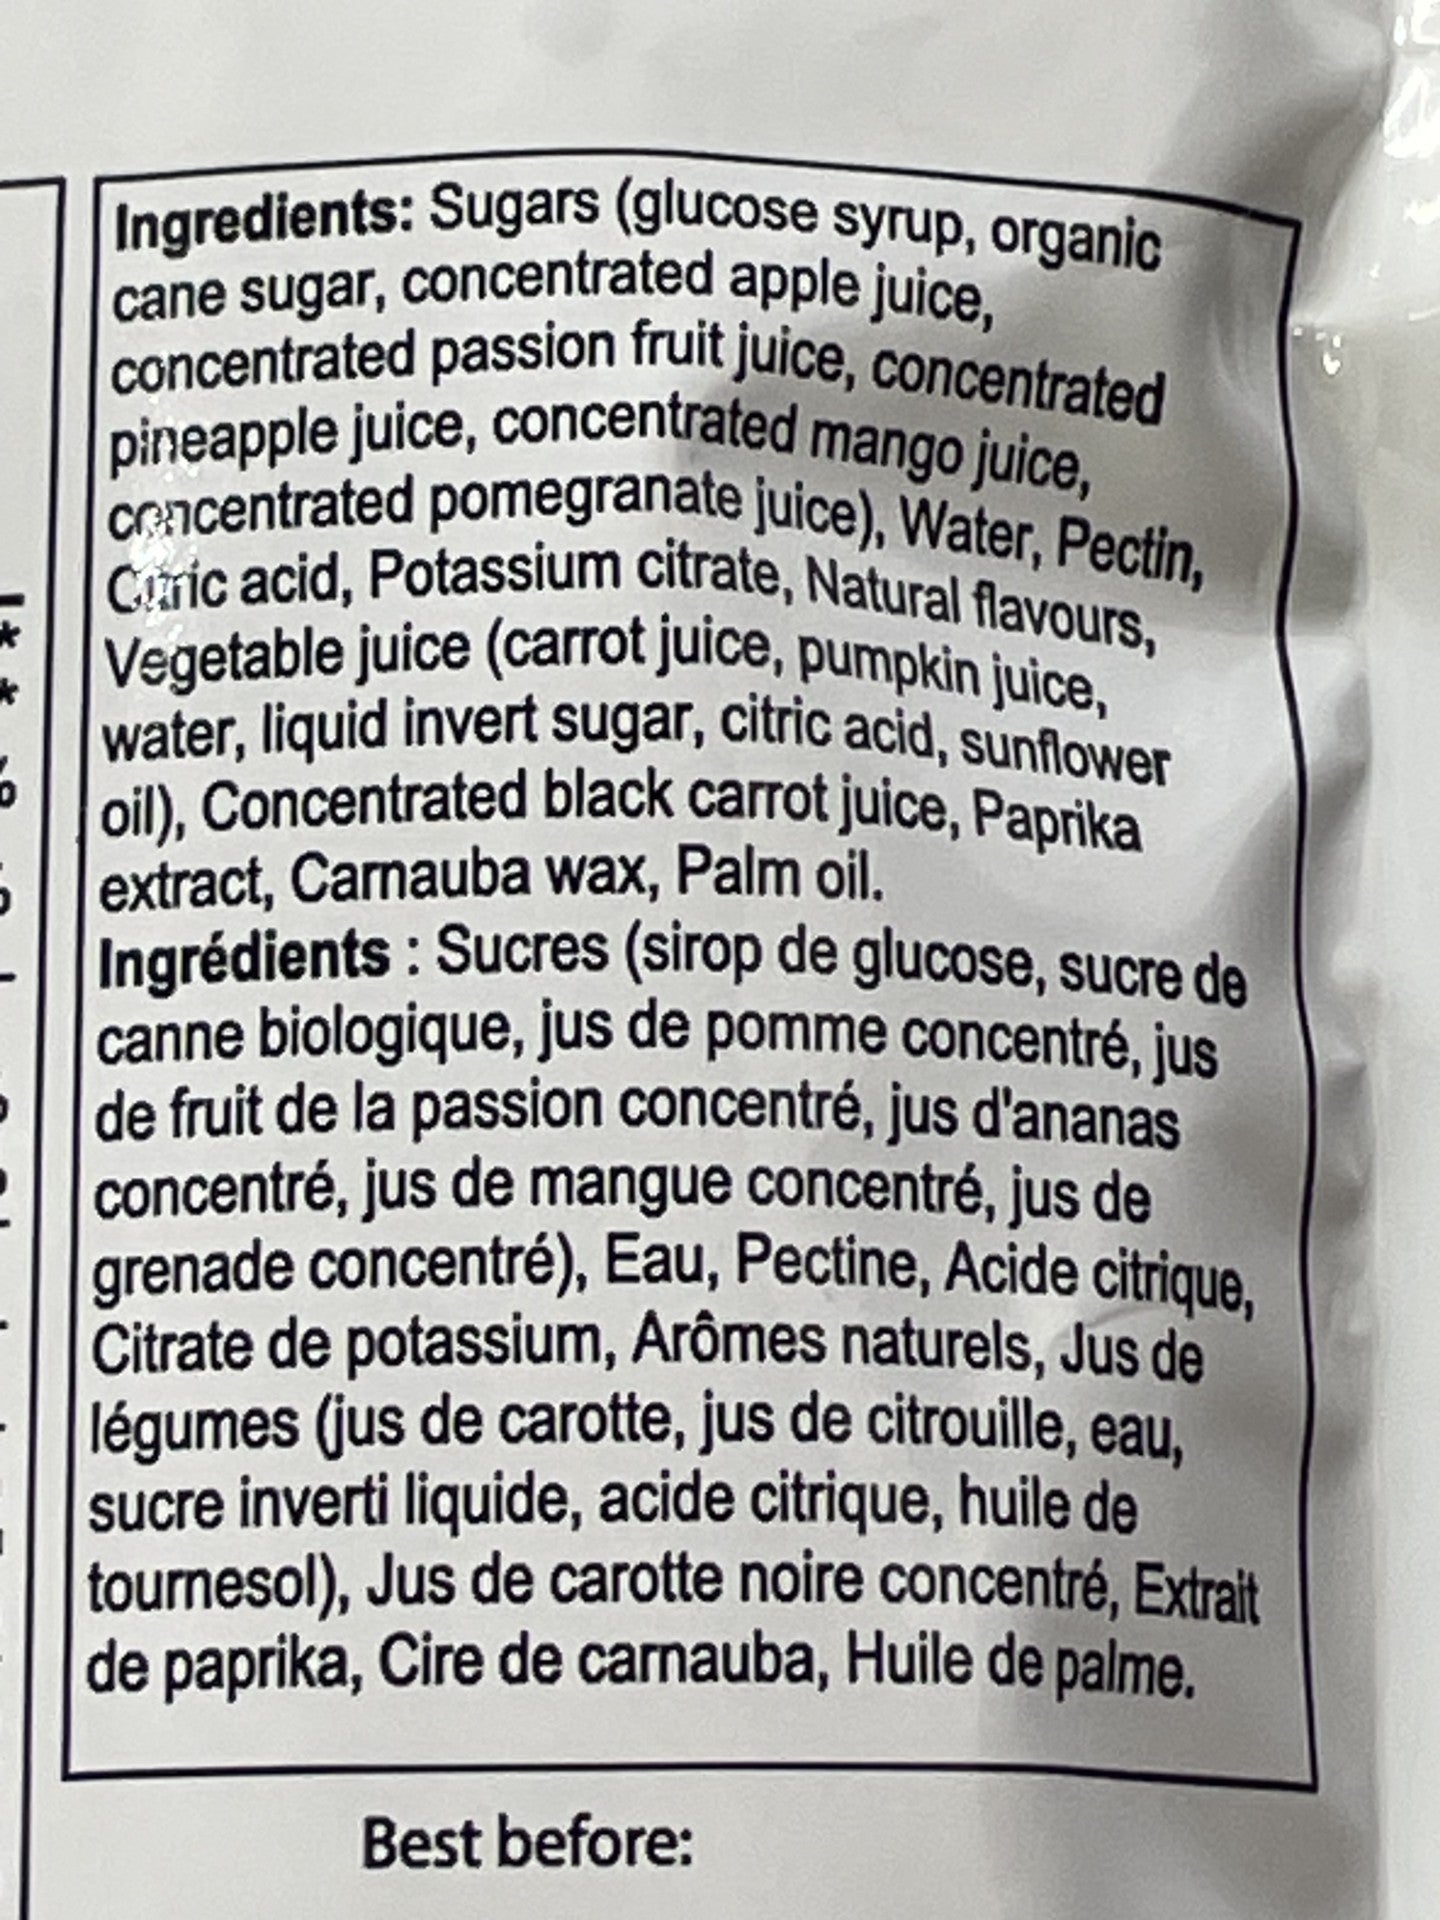 Ingredients: Sugars (glucose syrup, organic
cane sugar, concentrated apple juice,
concentrated passion fruit juice, concentrated
pineapple juice, concentrated mango juice,
concentrated pomegranate juice), Water, Pectin,
Citric acid, Potassium citrate, Natural flavours,
Vegetable juice (carrot juice, pumpkin juice,
water, liquid invert sugar, citric acid, sunflower
oil), Concentrated black carrot juice, Paprika
extract, Carnauba wax, Palm oil.
Ingrédients : Sucres (sirop de glucose, sucre de
canne biologique, jus de pomme concentré, jus
de fruit de la passion concentré, jus d'ananas
concentré, jus de mangue concentré, jus de
grenade concentré), Eau, Pectine, Acide citrique,
Citrate de potassium, Arômes naturels, Jus de
légumes (jus de carotte, jus de citrouille, eau,
sucre inverti liquide, acide citrique, huile de
tournesol), Jus de carotte noire concentré, Extrait
de paprika, Cire de carnauba, Huile de palme.
Best before: